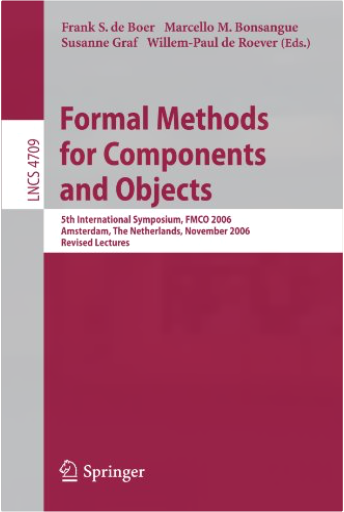 Frank S. de Boer Marcello M. Bonsangue
Susanne Graf Willem-Paul de Roever (Eds.)
LNCS 4709
Formal Methods
for Components
and Objects
5th International Symposium, FMCO 2006
Amsterdam, The Netherlands, November 2006
Revised Lectures
Springer